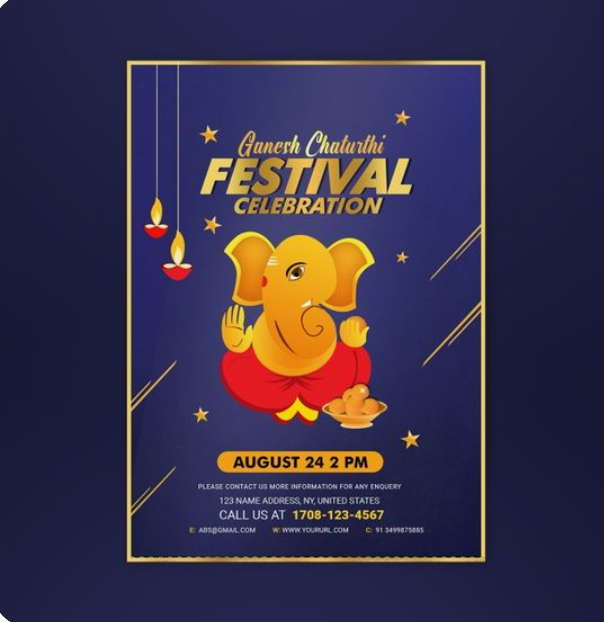 Ganesh Chaturthi
FESTIVAL
CELEBRATION
AUGUST 24 2 PM
PLEASE CONTACT US MORE INFORMATION FOR ANY ENQUERY
123 NAME ADDRESS, NY, UNITED STATES
CALL US AT 1708-123-4567
E: ABS@GMAIL.COM W: WWW.YOURURL.COM C: 91 3499875885